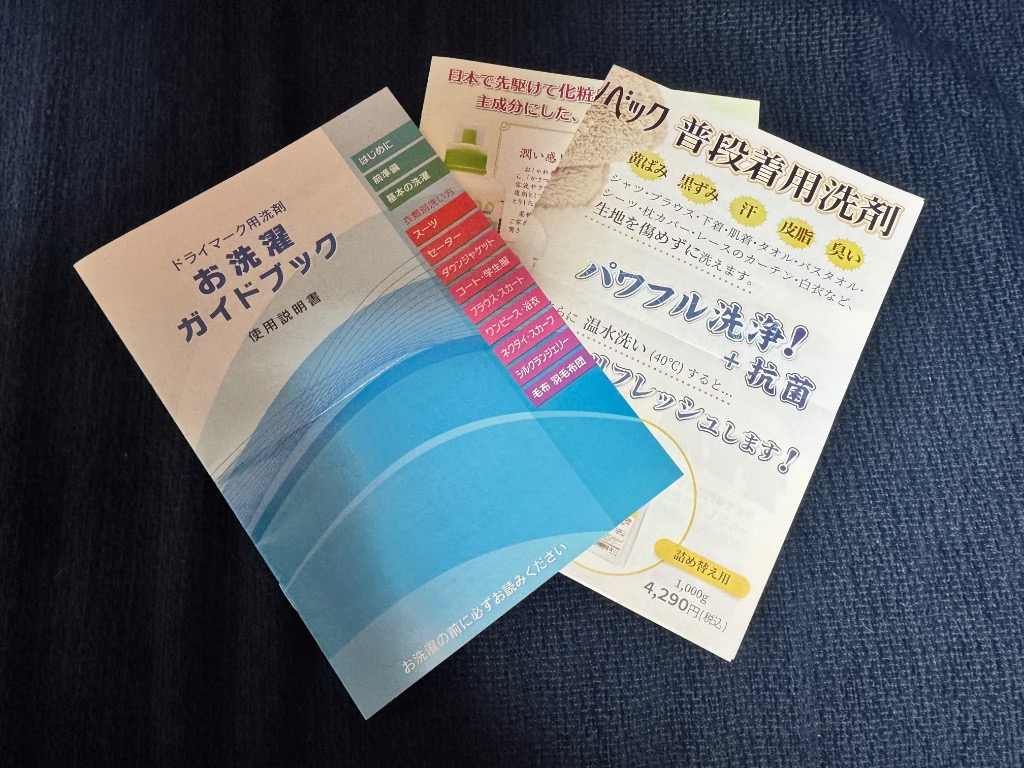 ドライマーク用洗剤
お洗濯
ガイドブック
使用説明書
はじめに
前準備
基本の洗濯
衣類別洗い方
スーツ
セーター
ダウンジャケット
コート・学生服
ブラウス・スカート
ワンピース・浴衣
ネクタイ・スカーフ
シルクランジェリー
毛布 羽毛布団
お洗濯の前に必ずお読みください
日本で先駆けて化粧
主成分にした、
潤い感
ベック
普段着用洗剤
黄ばみ
黒ずみ
汗
皮脂
臭い
シャツ・ブラウス・下着・肌着・タオル・バスタオル・
シーツ・枕カバー・レースのカーテン・白衣など、
生地を傷めずに洗えます。
パワフル洗浄!
+抗菌
らに 温水洗い(40℃)すると…
フレッシュします!
詰め替え用
1,000g
4,290円(税込)